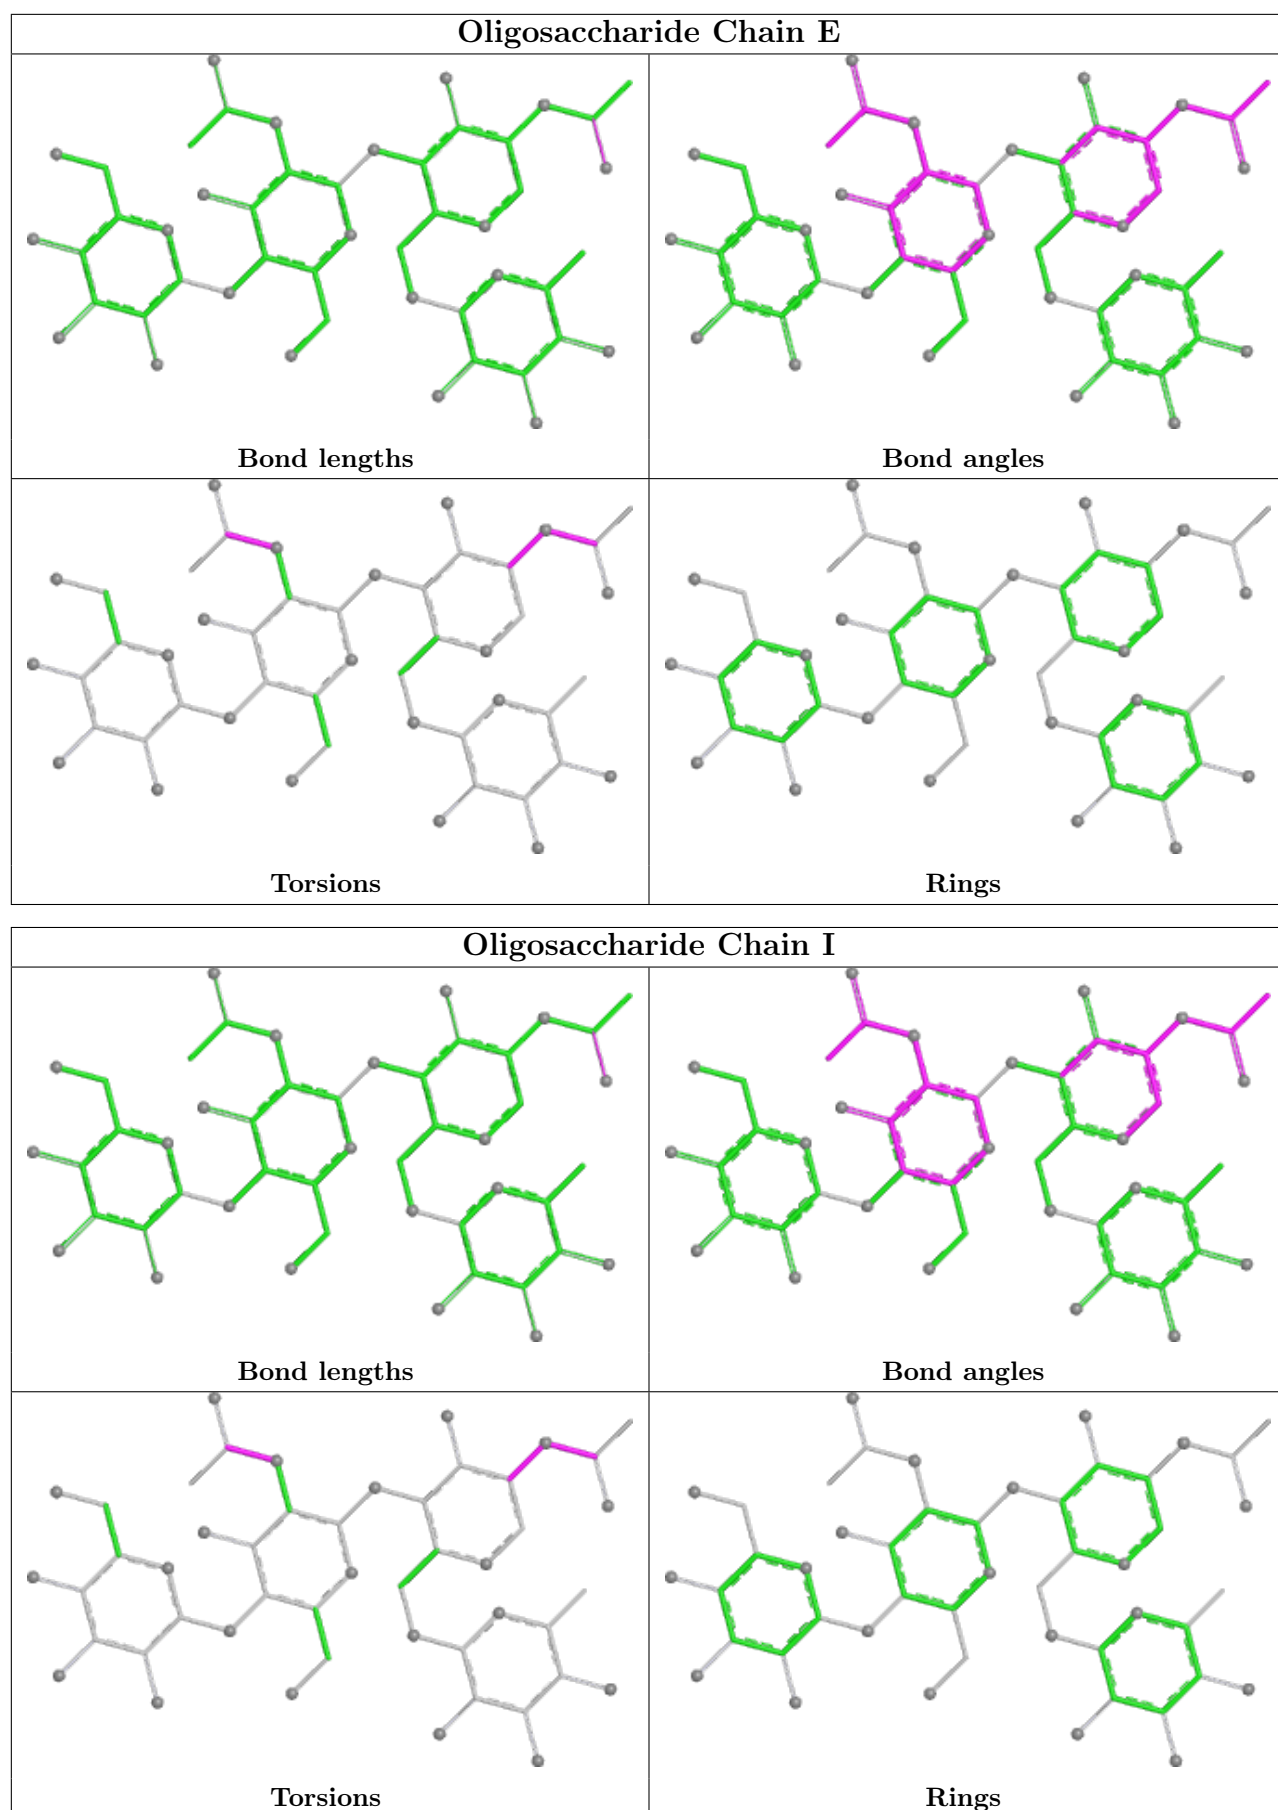 Oligosaccharide Chain E
Bond lengths
Bond angles
Torsions
Rings
Oligosaccharide Chain I
Bond lengths
Bond angles
Torsions
Rings